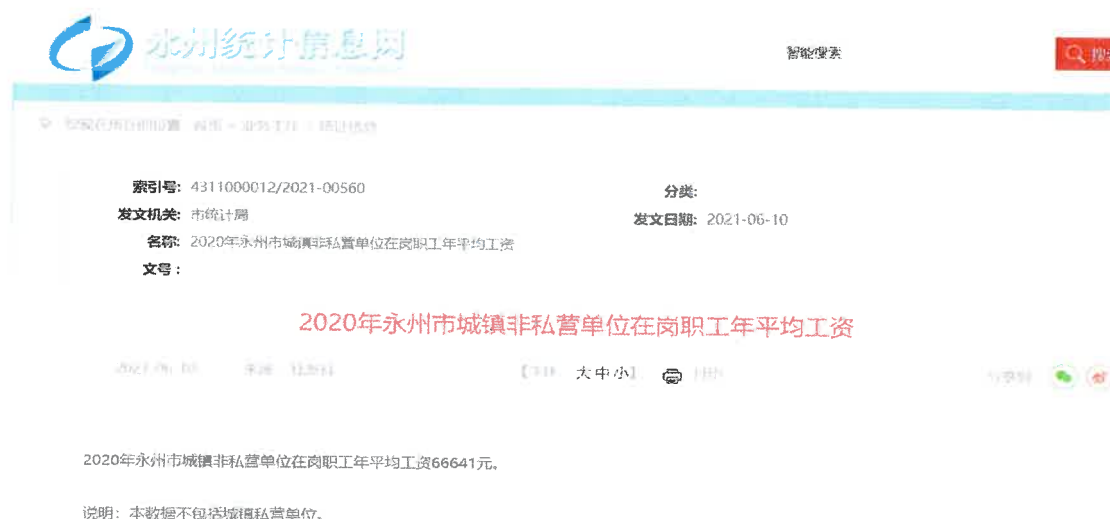 永州统计信息网
智能搜索
搜
索引号: 4311000012/2021-00560
分类:
发文机关: 市统计局
发文日期: 2021-06-10
名称: 2020年永州市城镇非私营单位在岗职工年平均工资
文号:
2020年永州市城镇非私营单位在岗职工年平均工资
大 中 小】
2020年永州市城镇非私营单位在岗职工年平均工资66641元。
说明: 本数据不包括城镇私营单位。